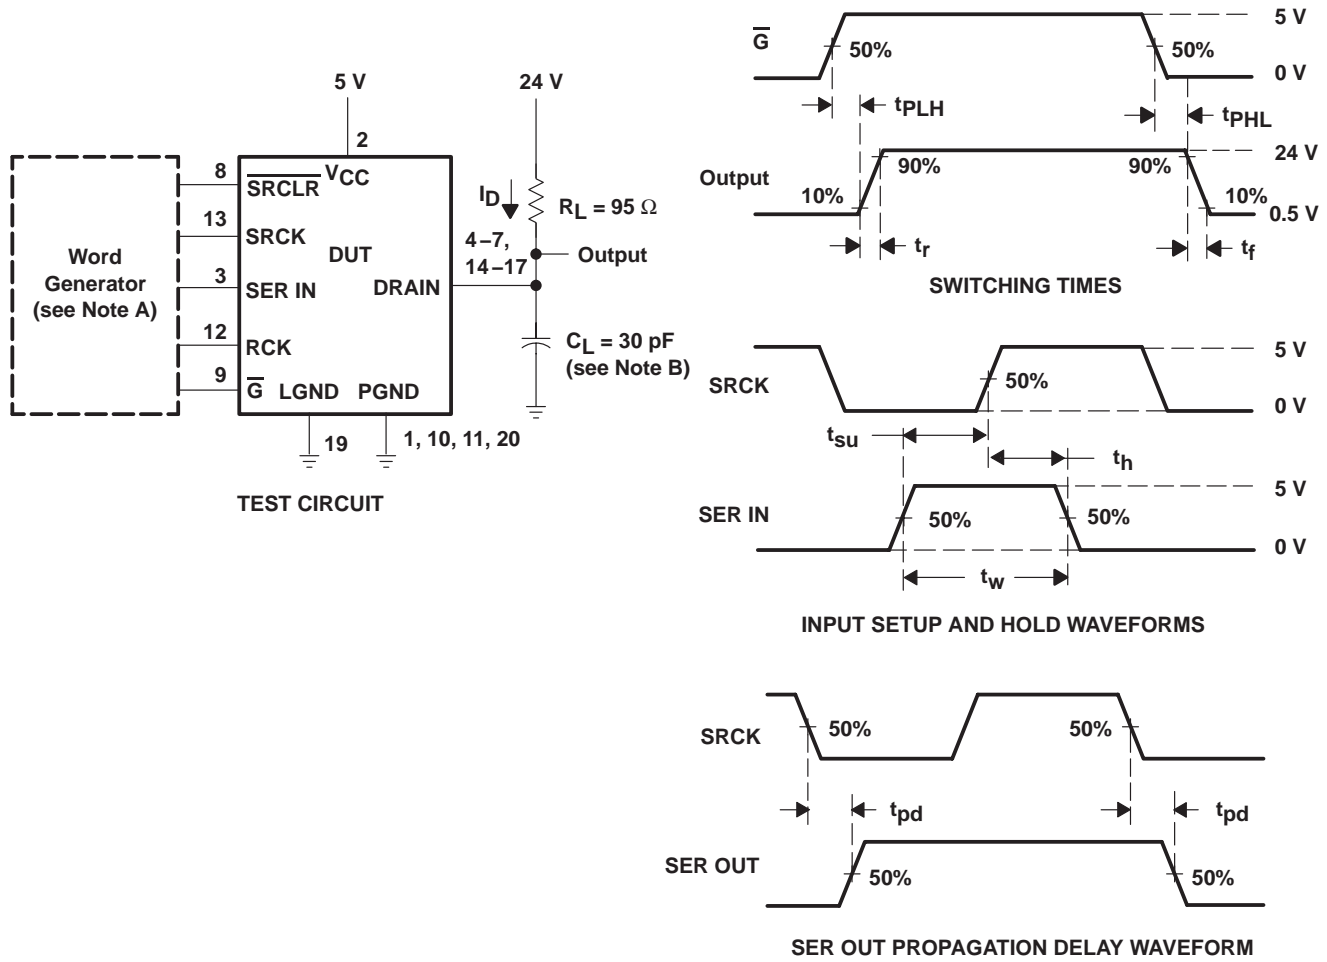 5 V
24 V
2
Word
Generator
(see Note A)
8
13
3
12
9
SRCLR
VCC
SRCK
DUT
SER IN
DRAIN
RCK
G
LGND
PGND
ID
RL = 95 Ω
4–7,
14–17
Output
CL = 30 pF
(see Note B)
19
1, 10, 11, 20
TEST CIRCUIT
G
50%
50%
5 V
0 V
tPLH
tPHL
Output
10%
90%
90%
10%
24 V
0.5 V
tr
tf
SWITCHING TIMES
SRCK
50%
5 V
0 V
tsu
th
SER IN
50%
50%
5 V
0 V
tw
INPUT SETUP AND HOLD WAVEFORMS
SRCK
50%
50%
tpd
tpd
SER OUT
50%
50%
SER OUT PROPAGATION DELAY WAVEFORM